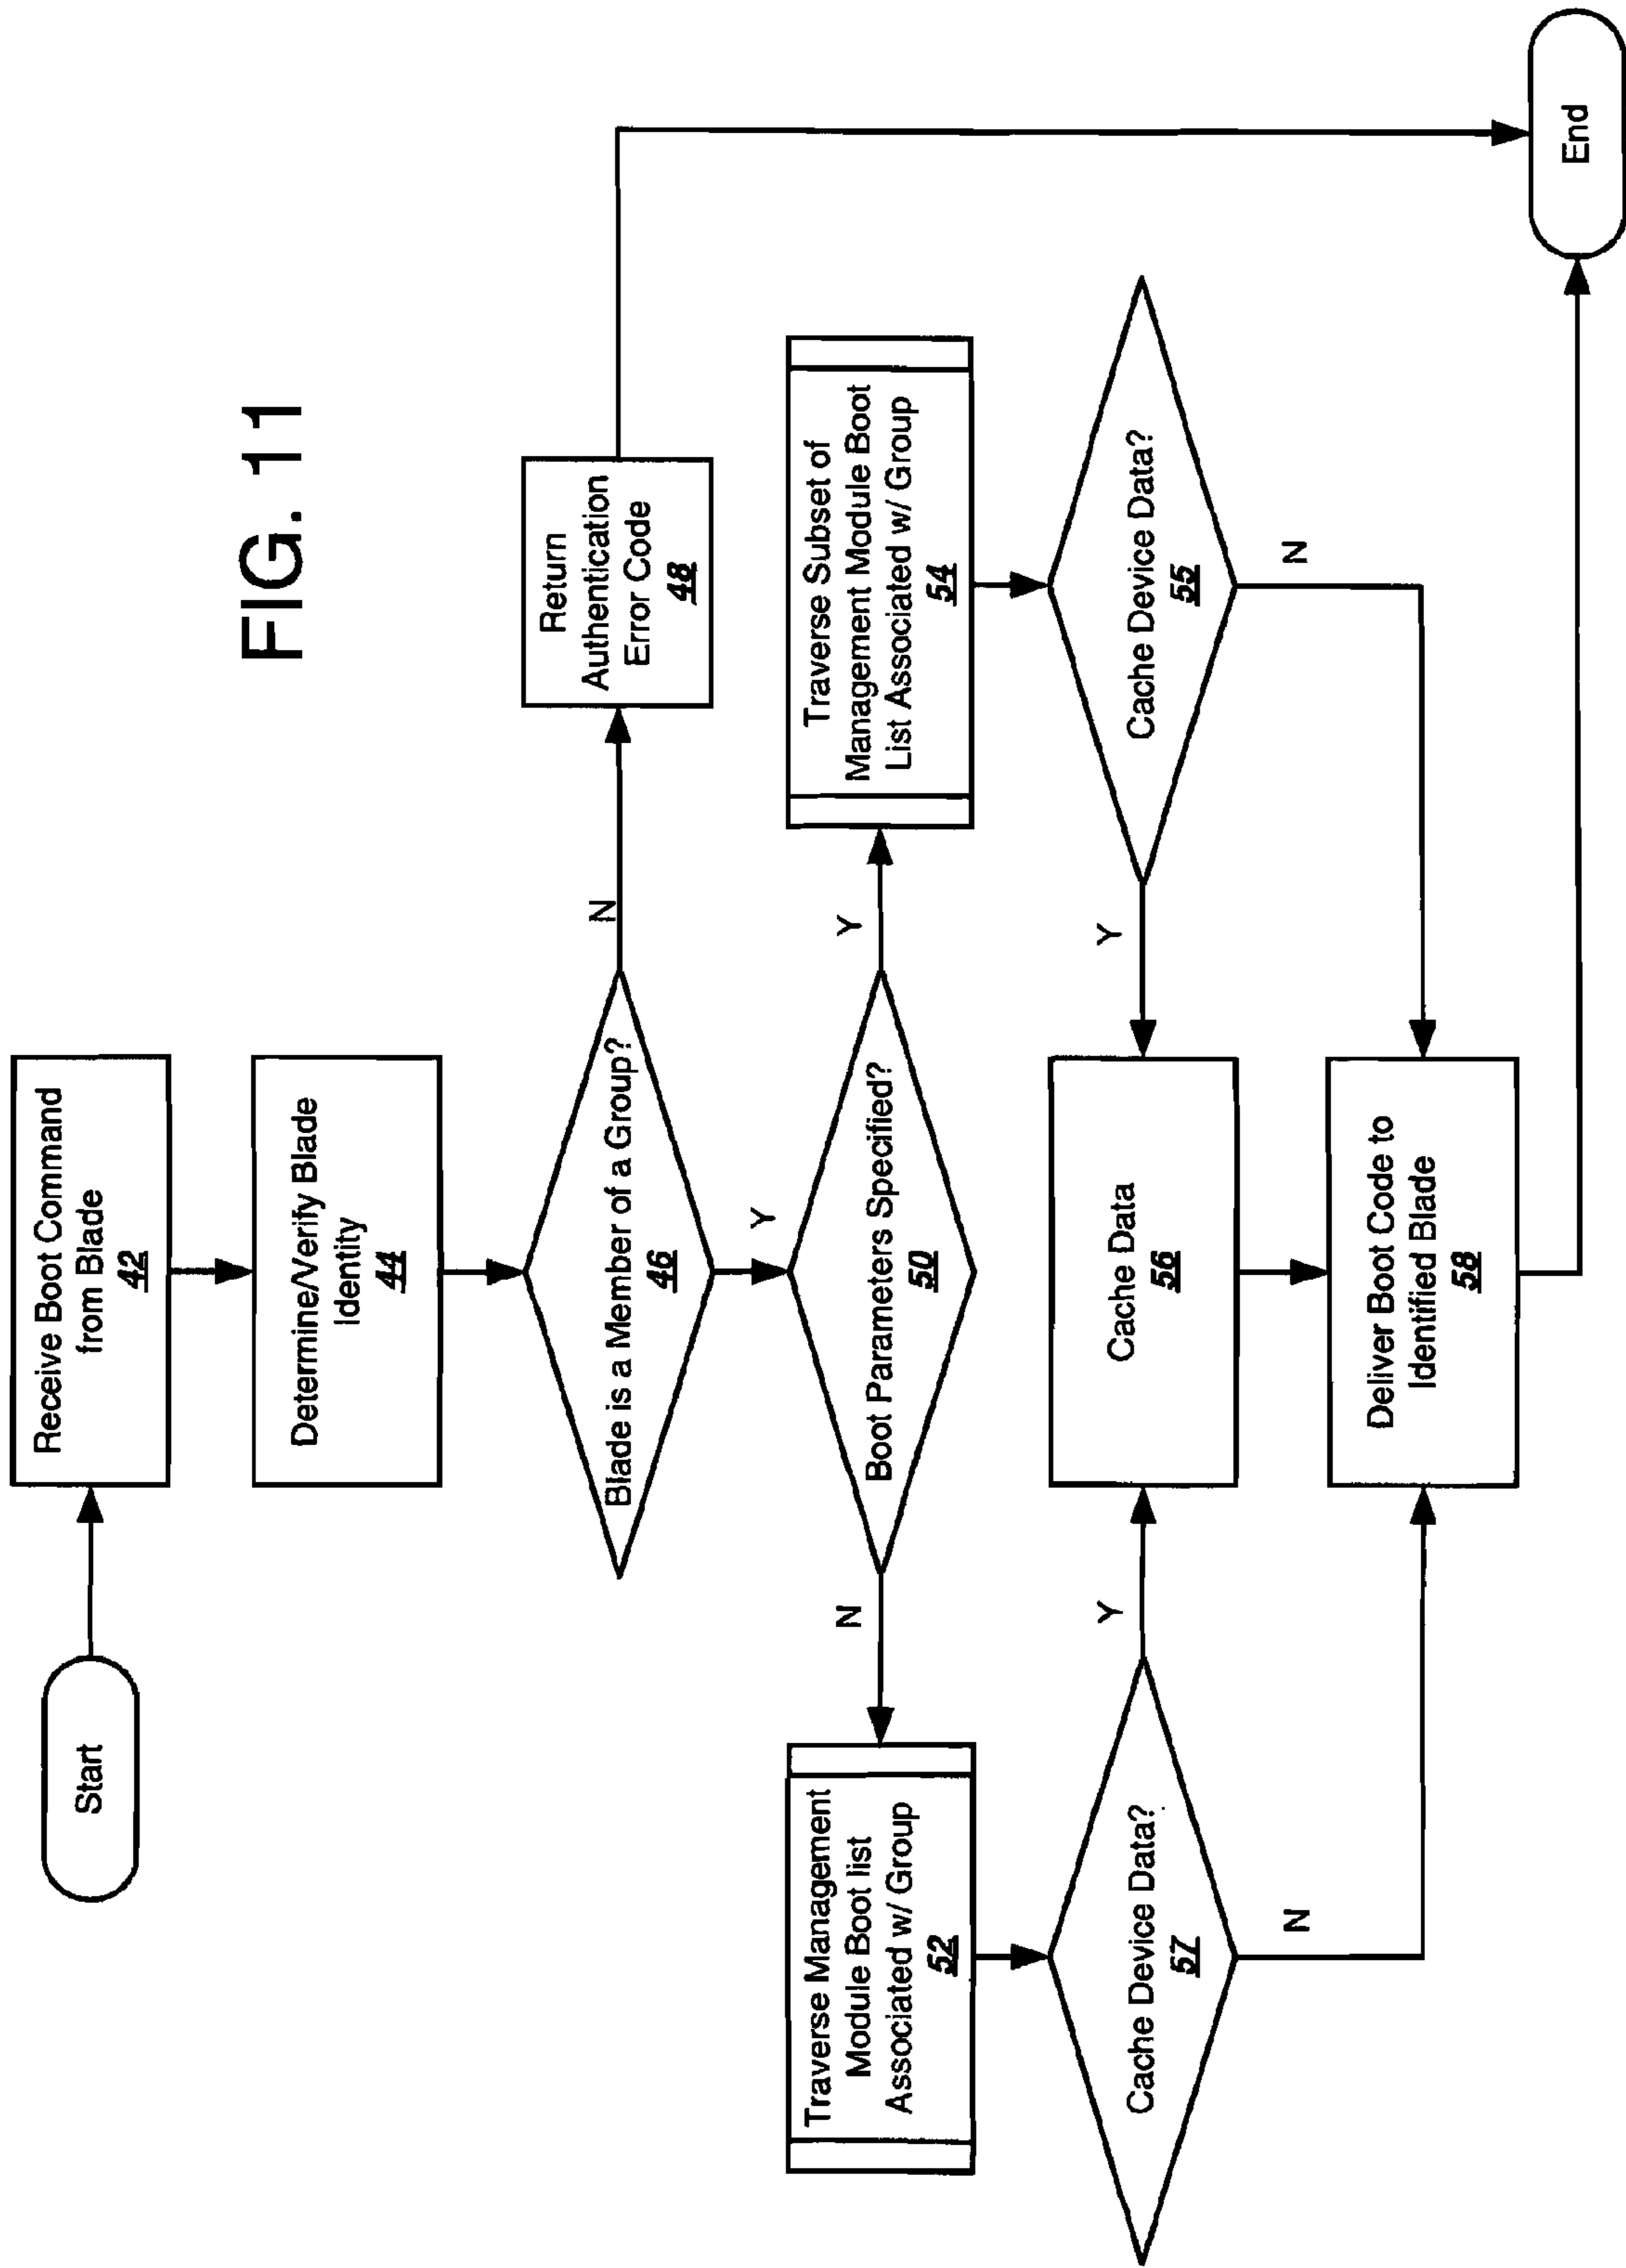 FIG. 11
Start
Receive Boot Command
from Blade
42
Determine/Verify Blade
Identity
44
Blade is a Member of a Group?
46
N
Return
Authentication
Error Code
48
Y
Boot Parameters Specified?
50
N
Y
Traverse Management
Module Boot list
Associated w/ Group
52
Traverse Subset of
Management Module Boot
List Associated w/ Group
54
Cache Device Data?
57
Y
N
Cache Data
56
Y
Cache Device Data?
55
N
Deliver Boot Code to
Identified Blade
58
End